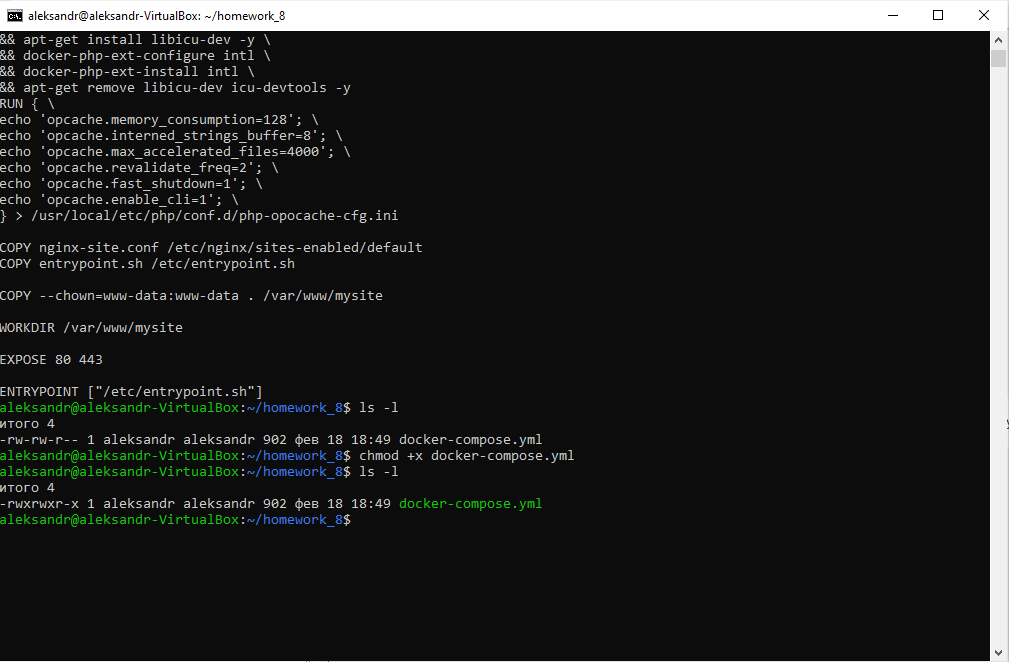 aleksandr@aleksandr-VirtualBox: ~/homework_8
&& apt-get install libicu-dev -y \
&& docker-php-ext-configure intl \
&& docker-php-ext-install intl \
&& apt-get remove libicu-dev icu-devtools -y
RUN { \
echo 'opcache.memory_consumption=128'; \
echo 'opcache.interned_strings_buffer=8'; \
echo 'opcache.max_accelerated_files=4000'; \
echo 'opcache.revalidate_freq=2'; \
echo 'opcache.fast_shutdown=1'; \
echo 'opcache.enable_cli=1'; \
} > /usr/local/etc/php/conf.d/php-opocache-cfg.ini
COPY nginx-site.conf /etc/nginx/sites-enabled/default
COPY entrypoint.sh /etc/entrypoint.sh
COPY --chown=www-data:www-data . /var/www/mysite
WORKDIR /var/www/mysite
EXPOSE 80 443
ENTRYPOINT ["/etc/entrypoint.sh"]
aleksandr@aleksandr-VirtualBox:~/homework_8$ ls -l
итого 4
-rw-rw-r-- 1 aleksandr aleksandr 902 фев 18 18:49 docker-compose.yml
aleksandr@aleksandr-VirtualBox:~/homework_8$ chmod +x docker-compose.yml
aleksandr@aleksandr-VirtualBox:~/homework_8$ ls -l
итого 4
-rwxrwxr-x 1 aleksandr aleksandr 902 фев 18 18:49 docker-compose.yml
aleksandr@aleksandr-VirtualBox:~/homework_8$